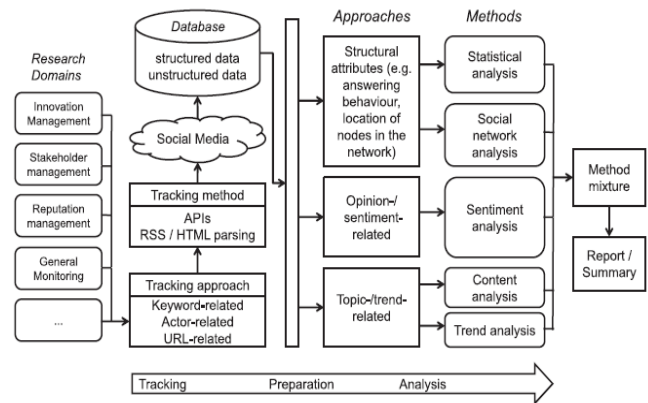 Research
Domains
Innovation
Management
Stakeholder
management
Reputation
management
General
Monitoring
...
Database
structured data
unstructured data
Social Media
Tracking method
APIs
RSS / HTML parsing
Tracking approach
Keyword-related
Actor-related
URL-related
Approaches
Structural
attributes (e.g.
answering
behaviour,
location of
nodes in the
network)
Opinion-/
sentiment-
related
Topic-/trend-
related
Methods
Statistical
analysis
Social
network
analysis
Sentiment
analysis
Content
analysis
Trend analysis
Method
mixture
Report /
Summary
Tracking Preparation Analysis